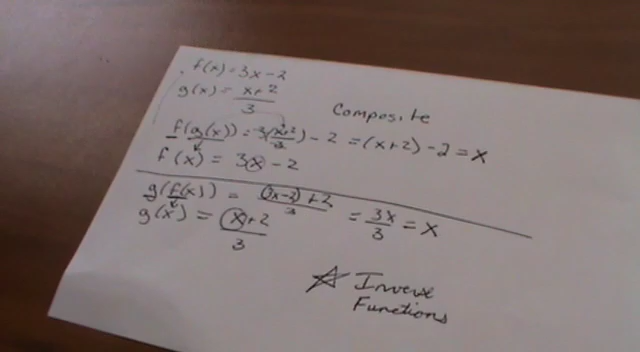 f(x) = 3x - 2
g(x) = x+2/3
Composite
f(g(x)) = 3(x+2/3) - 2 = (x+2) - 2 = x
f(x) = 3x - 2
g(f(x)) = (3x-2)+2/3 = 3x/3 = x
g(x) = x+2/3
☆ Inverse
Functions